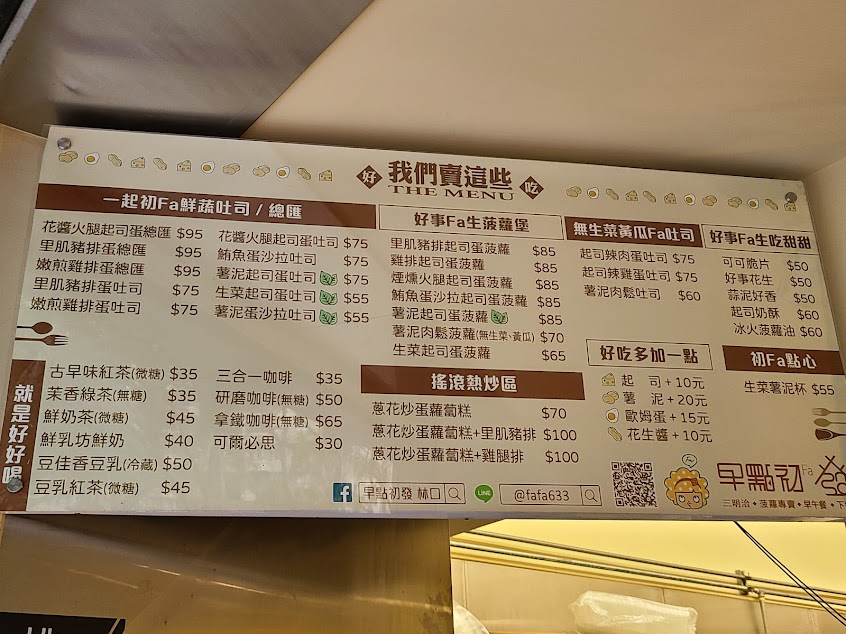 好 我們賣這些 吃
THE MENU
一起初Fa鮮蔬吐司 / 總匯
花醬火腿起司蛋總匯 $95
里肌豬排蛋總匯 $95
嫩煎雞排蛋總匯 $95
里肌豬排蛋吐司 $75
嫩煎雞排蛋吐司 $75
花醬火腿起司蛋吐司 $75
鮪魚蛋沙拉吐司 $75
薯泥起司蛋吐司 $75
生菜起司蛋吐司 $55
薯泥蛋沙拉吐司 $55
好事Fa生菠蘿堡
里肌豬排起司蛋菠蘿 $85
雞排起司蛋菠蘿 $85
煙燻火腿起司蛋菠蘿 $85
鮪魚蛋沙拉起司蛋菠蘿 $85
薯泥起司蛋菠蘿 $85
薯泥肉鬆菠蘿(無生菜、黃瓜) $70
生菜起司蛋菠蘿 $65
無生菜黃瓜Fa吐司
起司辣肉蛋吐司 $75
起司辣雞蛋吐司 $75
薯泥肉鬆吐司 $60
好事Fa生吃甜甜
可可脆片 $50
好事花生 $50
蒜泥好香 $50
起司奶酥 $60
冰火菠蘿油 $60
就是好好喝
古早味紅茶(微糖) $35
茉香綠茶(無糖) $35
鮮奶茶(微糖) $45
鮮乳坊鮮奶 $40
豆佳香豆乳(冷藏) $50
豆乳紅茶(微糖) $45
三合一咖啡 $35
研磨咖啡(無糖) $50
拿鐵咖啡(無糖) $65
可爾必思 $30
搖滾熱炒區
蔥花炒蛋蘿蔔糕 $70
蔥花炒蛋蘿蔔糕+里肌豬排 $100
蔥花炒蛋蘿蔔糕+雞腿排 $100
好吃多加一點
起 司+10元
薯 泥+20元
歐姆蛋+15元
花生醬+10元
初Fa點心
生菜薯泥杯 $55
早點初發 林口
LINE
@fafa633
早點初Fa發
三明治•菠蘿專賣•早午餐•下